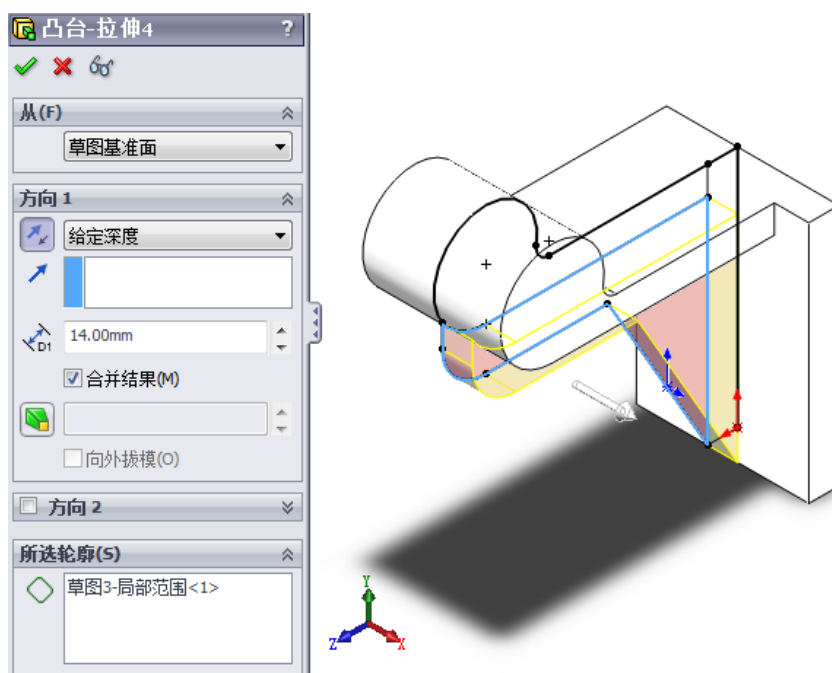 凸台-拉伸4 ?
从(F)
草图基准面
方向 1
给定深度
D1 14.00mm
合并结果(M)
向外拔模(O)
方向 2
所选轮廓(S)
草图3-局部范围<1>
Y
Z X